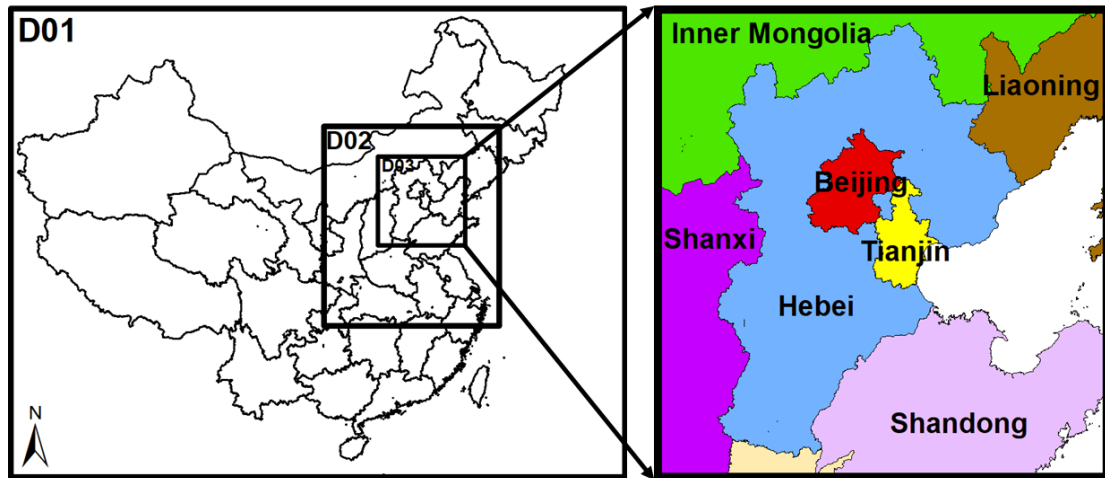 D01
D02
D03
N
Inner Mongolia
Liaoning
Beijing
Shanxi
Tianjin
Hebei
Shandong